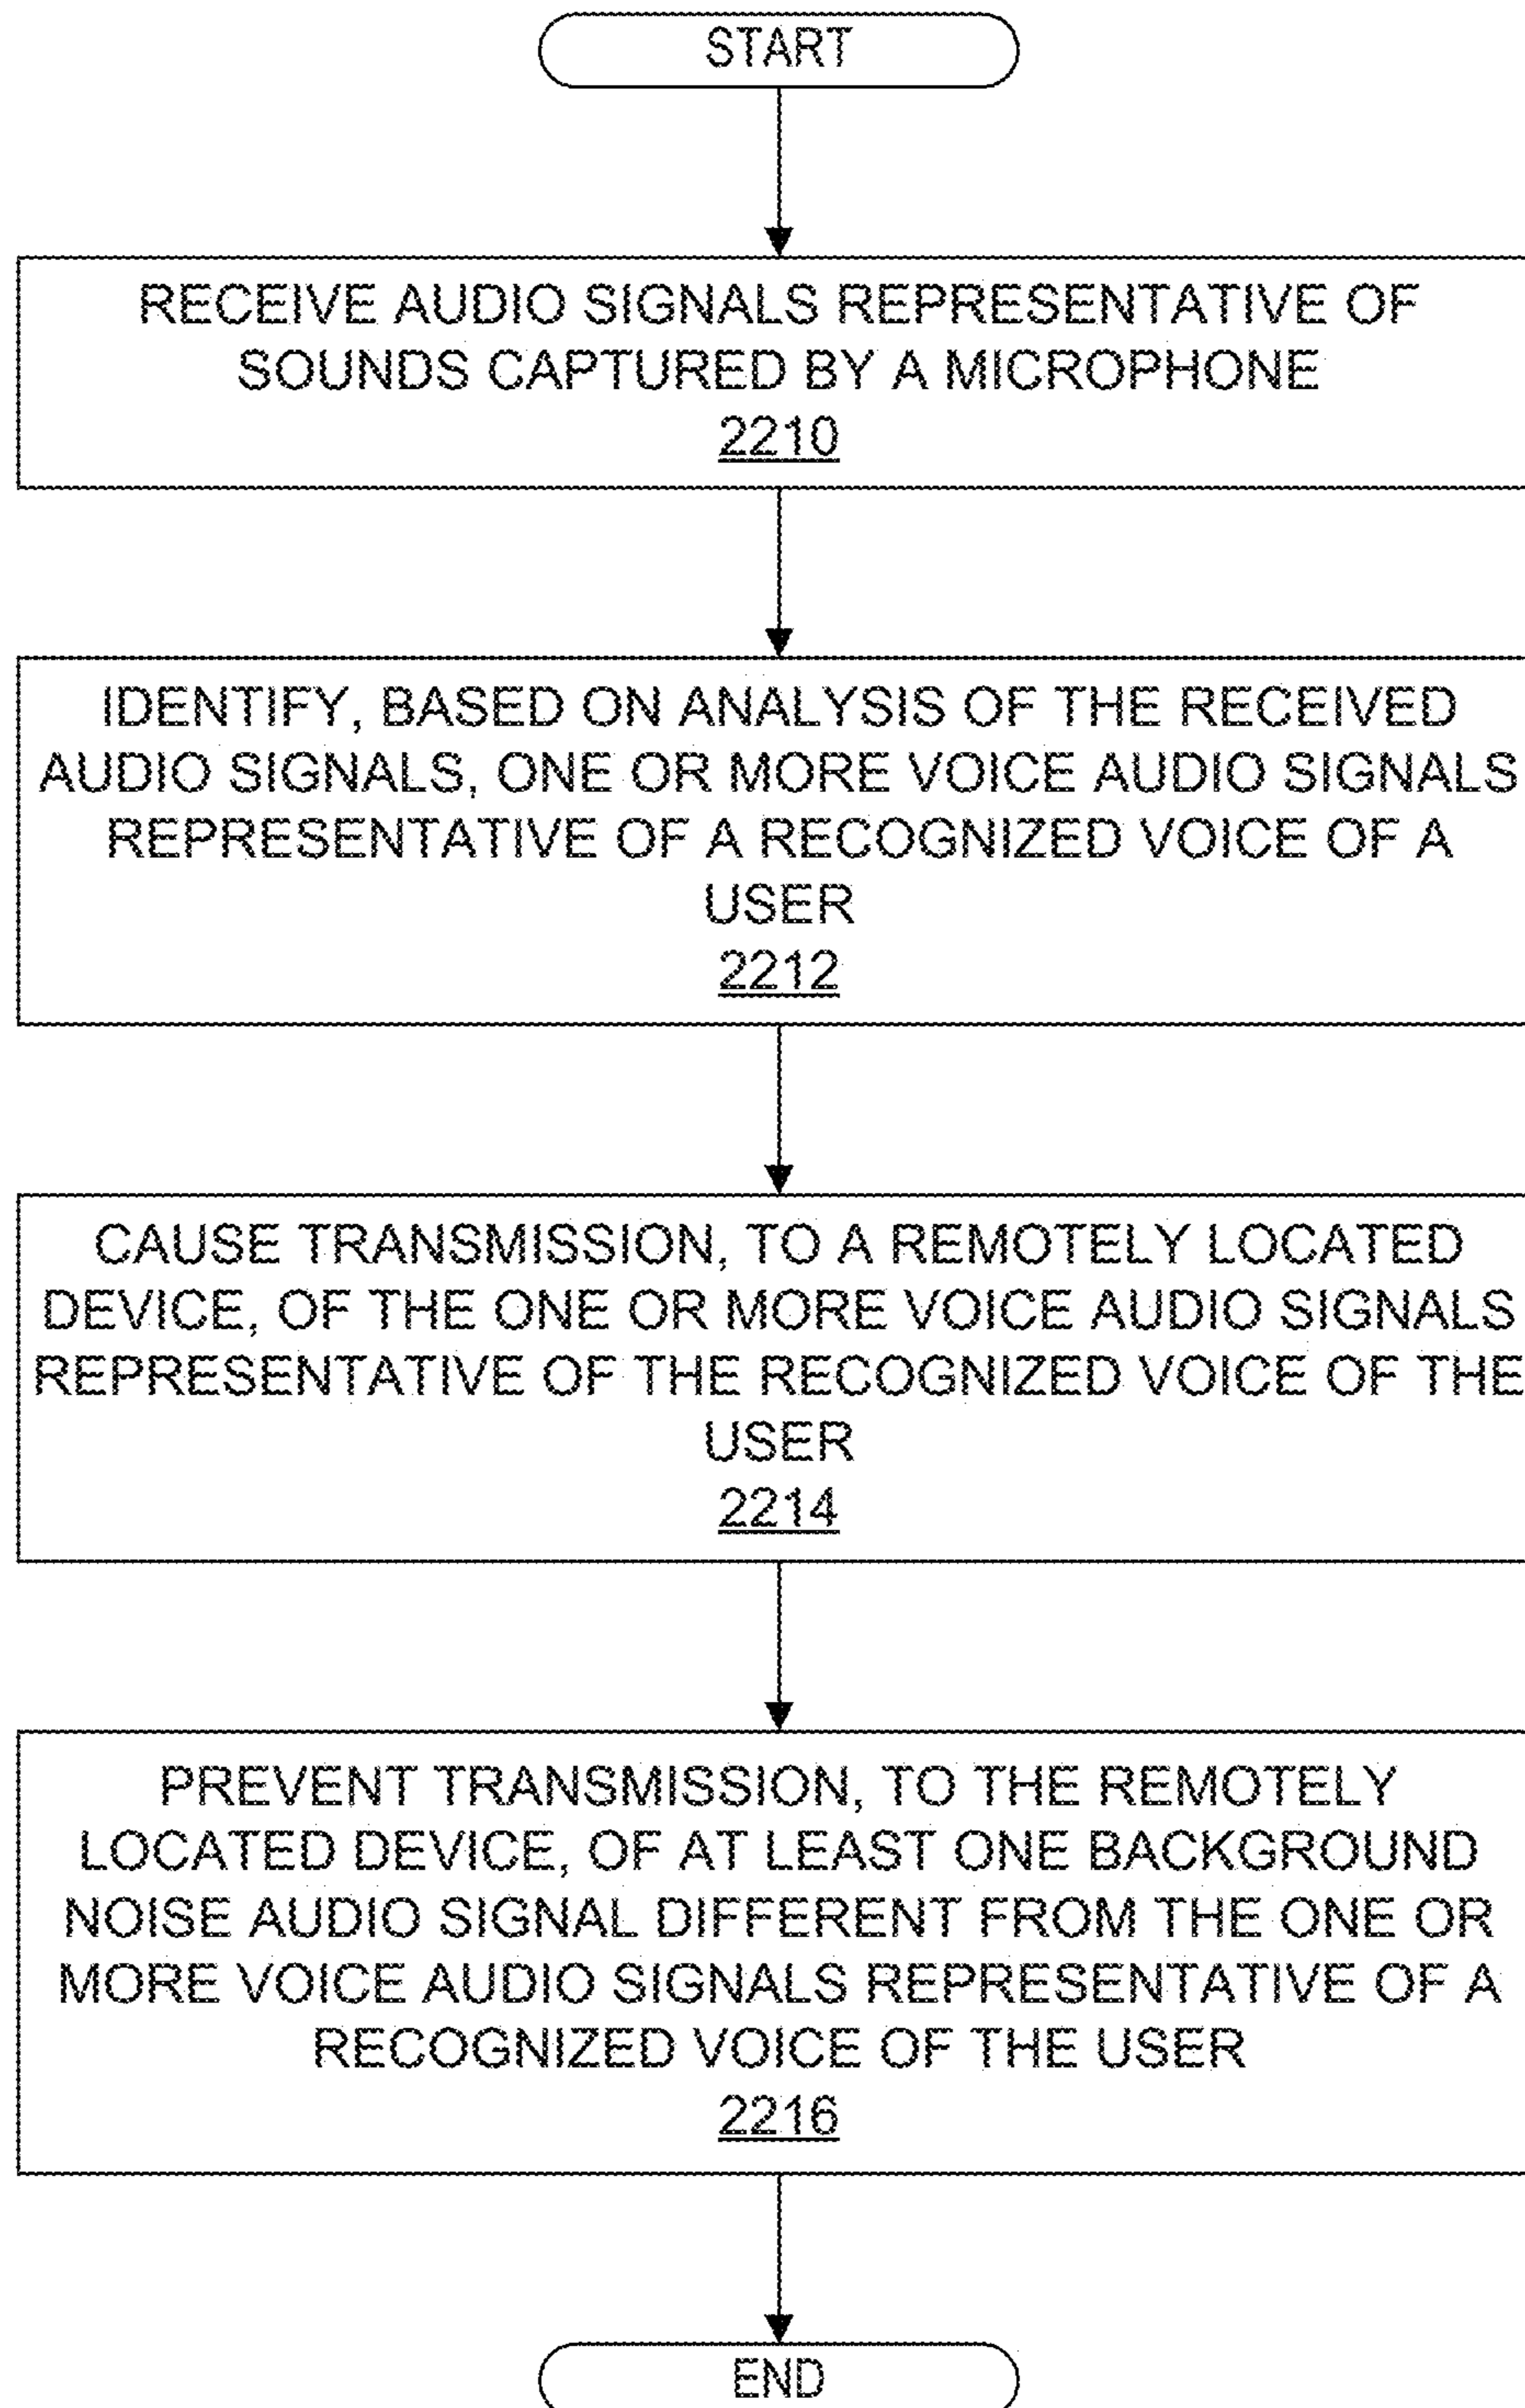 START
RECEIVE AUDIO SIGNALS REPRESENTATIVE OF
SOUNDS CAPTURED BY A MICROPHONE
2210
IDENTIFY, BASED ON ANALYSIS OF THE RECEIVED
AUDIO SIGNALS, ONE OR MORE VOICE AUDIO SIGNALS
REPRESENTATIVE OF A RECOGNIZED VOICE OF A
USER
2212
CAUSE TRANSMISSION, TO A REMOTELY LOCATED
DEVICE, OF THE ONE OR MORE VOICE AUDIO SIGNALS
REPRESENTATIVE OF THE RECOGNIZED VOICE OF THE
USER
2214
PREVENT TRANSMISSION, TO THE REMOTELY
LOCATED DEVICE, OF AT LEAST ONE BACKGROUND
NOISE AUDIO SIGNAL DIFFERENT FROM THE ONE OR
MORE VOICE AUDIO SIGNALS REPRESENTATIVE OF A
RECOGNIZED VOICE OF THE USER
2216
END